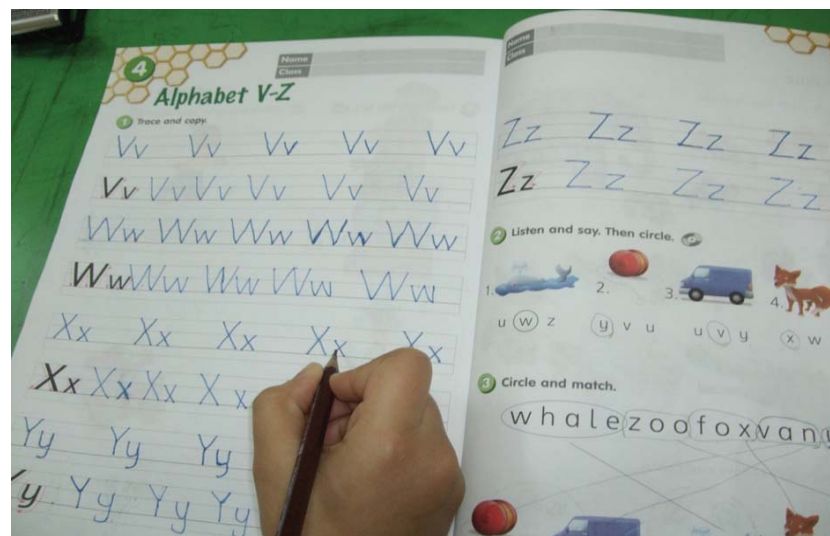 4
Name
Class
Alphabet V-Z
1 Trace and copy.
Vv Vv Vv Vv Vv
Vv Vv Vv Vv Vv Vv
Ww Ww Ww Ww Ww
Ww Ww Ww Ww Ww
Xx Xx Xx Xx Xx
Xx Xx Xx Xx
Yy Yy Yy
Yy Yy Yy Yy
Name
Class
Zz Zz Zz Zz
Zz Zz Zz Zz
2 Listen and say. Then circle.
1. 2. 3. 4.
u w z y v u u v y x w
3 Circle and match.
whalezoofoxvan